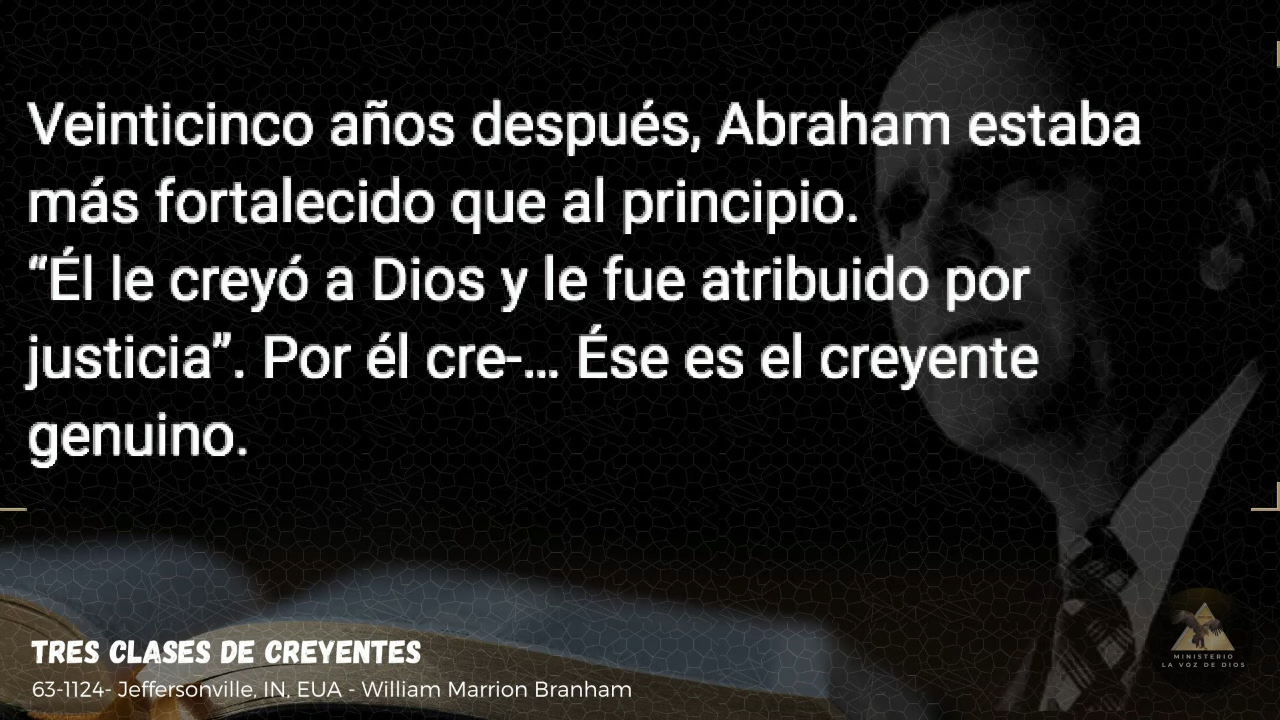 Veinticinco años después, Abraham estaba
más fortalecido que al principio.
“Él le creyó a Dios y le fue atribuido por
justicia”. Por él cre-... Ése es el creyente
genuino.
TRES CLASES DE CREYENTES
63-1124- Jeffersonville, IN, EUA - William Marrion Branham
MINISTERIO
LA VOZ DE DIOS